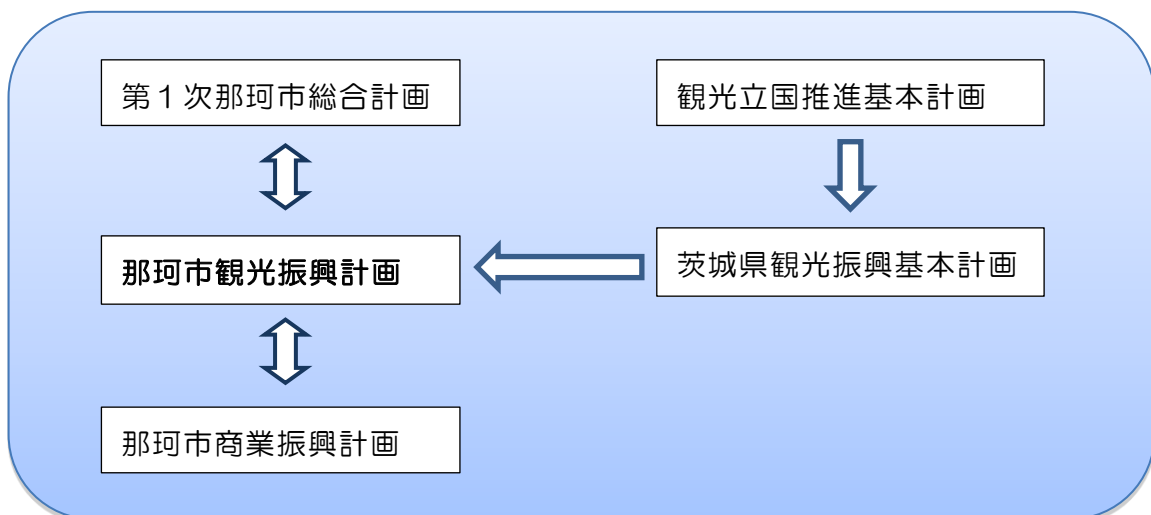 第１次那珂市総合計画
観光立国推進基本計画
那珂市観光振興計画
茨城県観光振興基本計画
那珂市商業振興計画